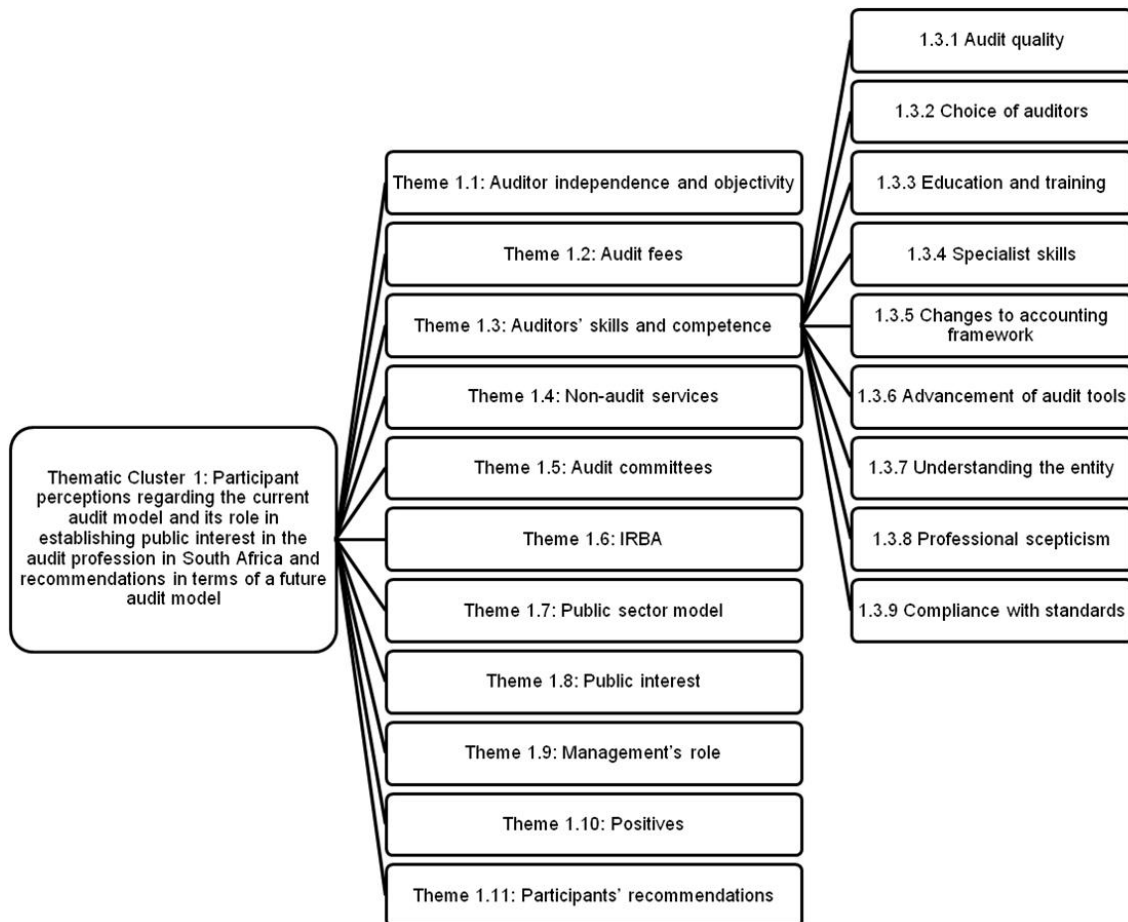 Thematic Cluster 1: Participant
perceptions regarding the current
audit model and its role in
establishing public interest in the
audit profession in South Africa and
recommendations in terms of a future
audit model
Theme 1.1: Auditor independence and objectivity
Theme 1.2: Audit fees
Theme 1.3: Auditors’ skills and competence
Theme 1.4: Non-audit services
Theme 1.5: Audit committees
Theme 1.6: IRBA
Theme 1.7: Public sector model
Theme 1.8: Public interest
Theme 1.9: Management’s role
Theme 1.10: Positives
Theme 1.11: Participants’ recommendations
1.3.1 Audit quality
1.3.2 Choice of auditors
1.3.3 Education and training
1.3.4 Specialist skills
1.3.5 Changes to accounting
framework
1.3.6 Advancement of audit tools
1.3.7 Understanding the entity
1.3.8 Professional scepticism
1.3.9 Compliance with standards